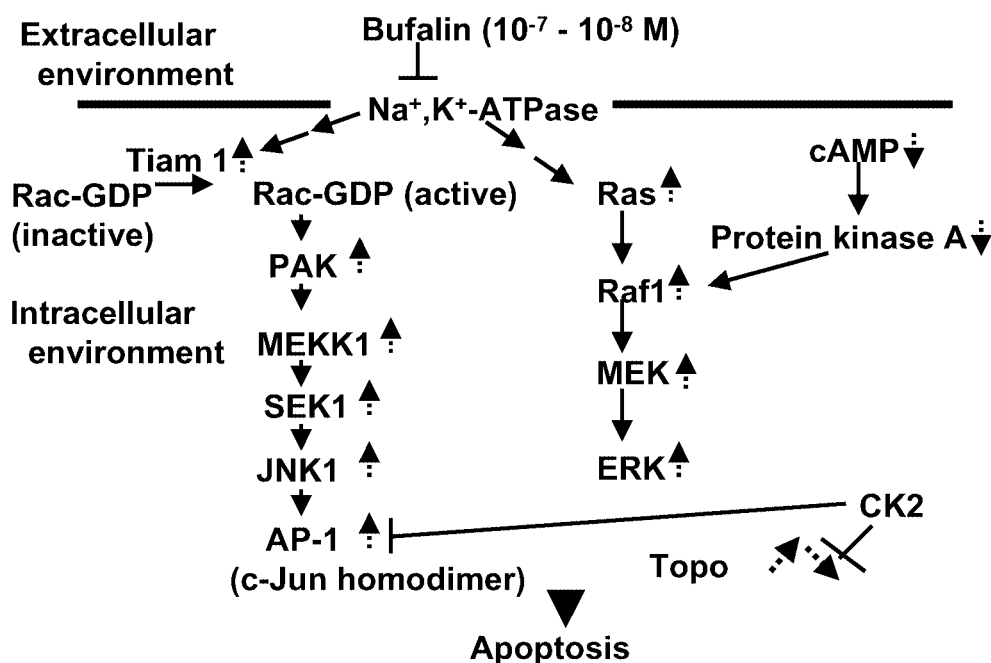 Bufalin (10⁻⁷ - 10⁻⁸ M)
Extracellular
environment
Na⁺,K⁺-ATPase
Tiam 1
cAMP
Rac-GDP
(inactive)
Rac-GDP (active)
Ras
Protein kinase A
PAK
Raf1
Intracellular
environment
MEKK1
MEK
SEK1
JNK1
ERK
CK2
AP-1
(c-Jun homodimer)
Topo
Apoptosis